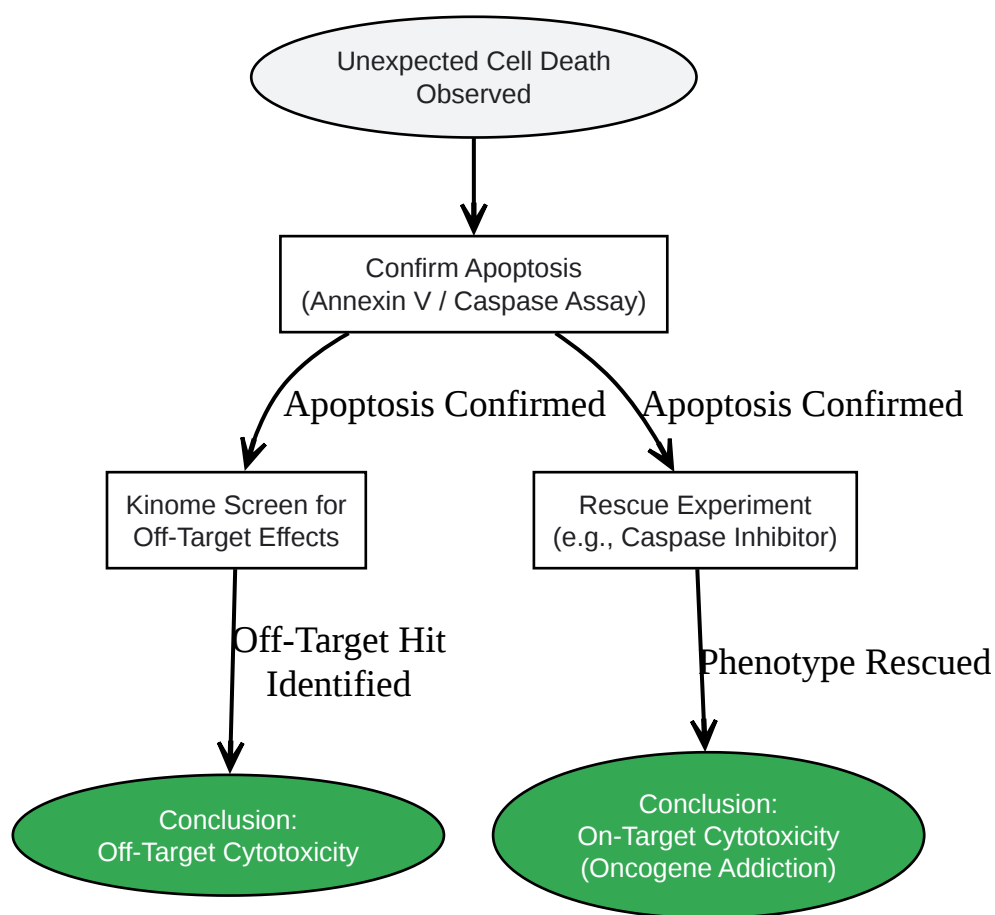 Unexpected Cell Death
Observed
Confirm Apoptosis
(Annexin V / Caspase Assay)
Apoptosis Confirmed
Apoptosis Confirmed
Kinome Screen for
Off-Target Effects
Rescue Experiment
(e.g., Caspase Inhibitor)
Off-Target Hit
Identified
Phenotype Rescued
Conclusion:
Off-Target Cytotoxicity
Conclusion:
On-Target Cytotoxicity
(Oncogene Addiction)